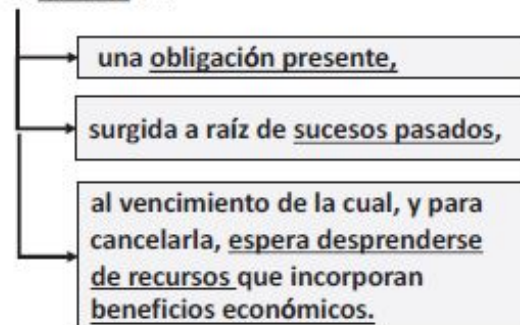 una obligación presente,
surgida a raíz de sucesos pasados,
al vencimiento de la cual, y para
cancelarla, espera desprenderse
de recursos que incorporan
beneficios económicos.